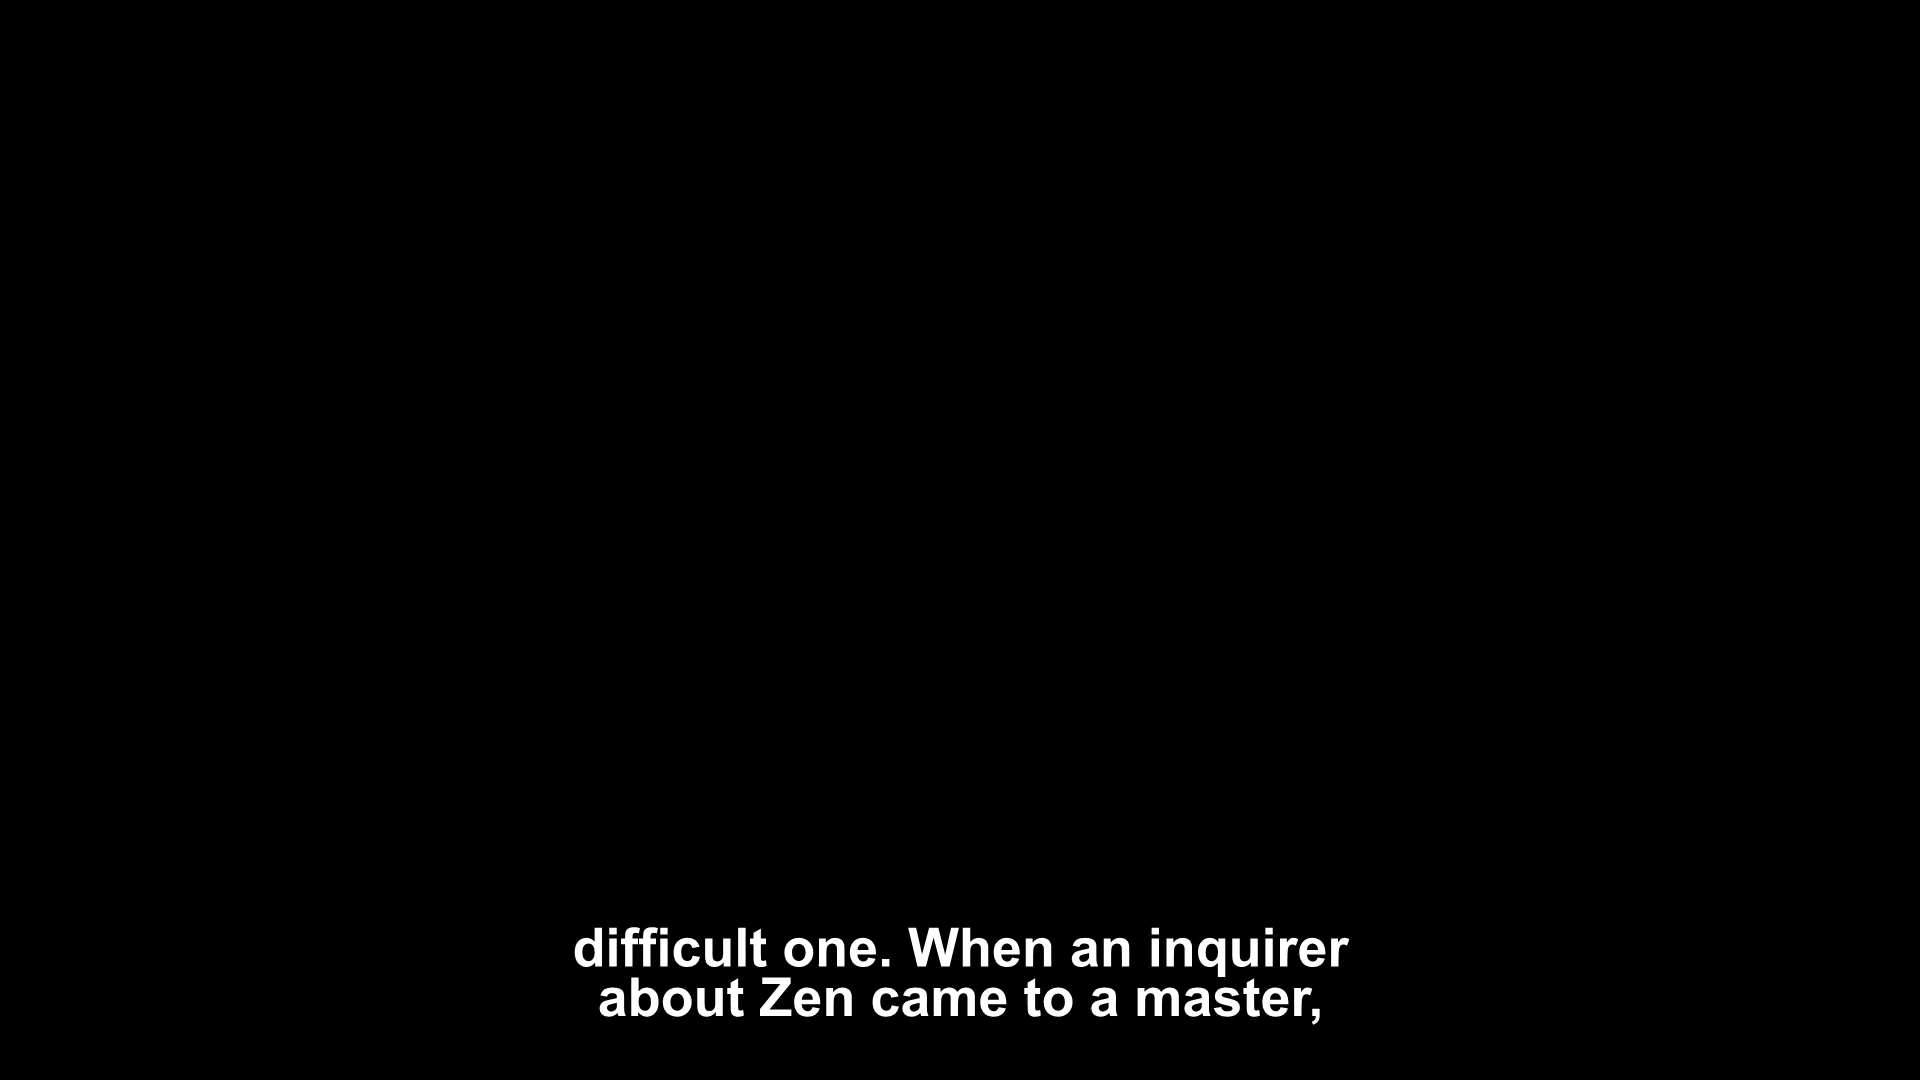 difficult one. When an inquirer
about Zen came to a master,